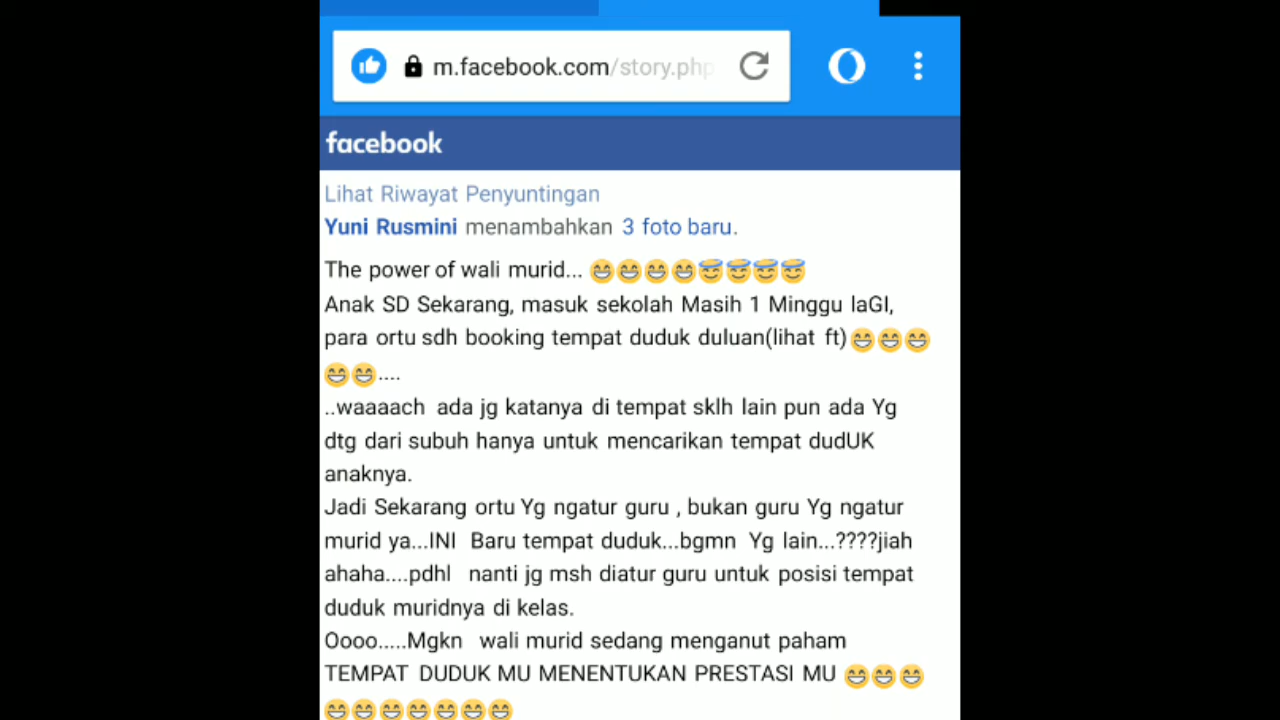 m.facebook.com/story.php
facebook
Lihat Riwayat Penyuntingan
Yuni Rusmini menambahkan 3 foto baru.
The power of wali murid... 😁😁😁😁😇😇😇😇
Anak SD Sekarang, masuk sekolah Masih 1 Minggu laGI,
para ortu sdh booking tempat duduk duluan(lihat ft)😁😁😁
😁😁....
..waaaach ada jg katanya di tempat sklh lain pun ada Yg
dtg dari subuh hanya untuk mencarikan tempat dudUK
anaknya.
Jadi Sekarang ortu Yg ngatur guru , bukan guru Yg ngatur
murid ya...INI Baru tempat duduk...bgmn Yg lain...????jiah
ahaha....pdhl nanti jg msh diatur guru untuk posisi tempat
duduk muridnya di kelas.
Oooo.....Mgkn wali murid sedang menganut paham
TEMPAT DUDUK MU MENENTUKAN PRESTASI MU 😁😁😁
😁😁😁😁😁😁😁